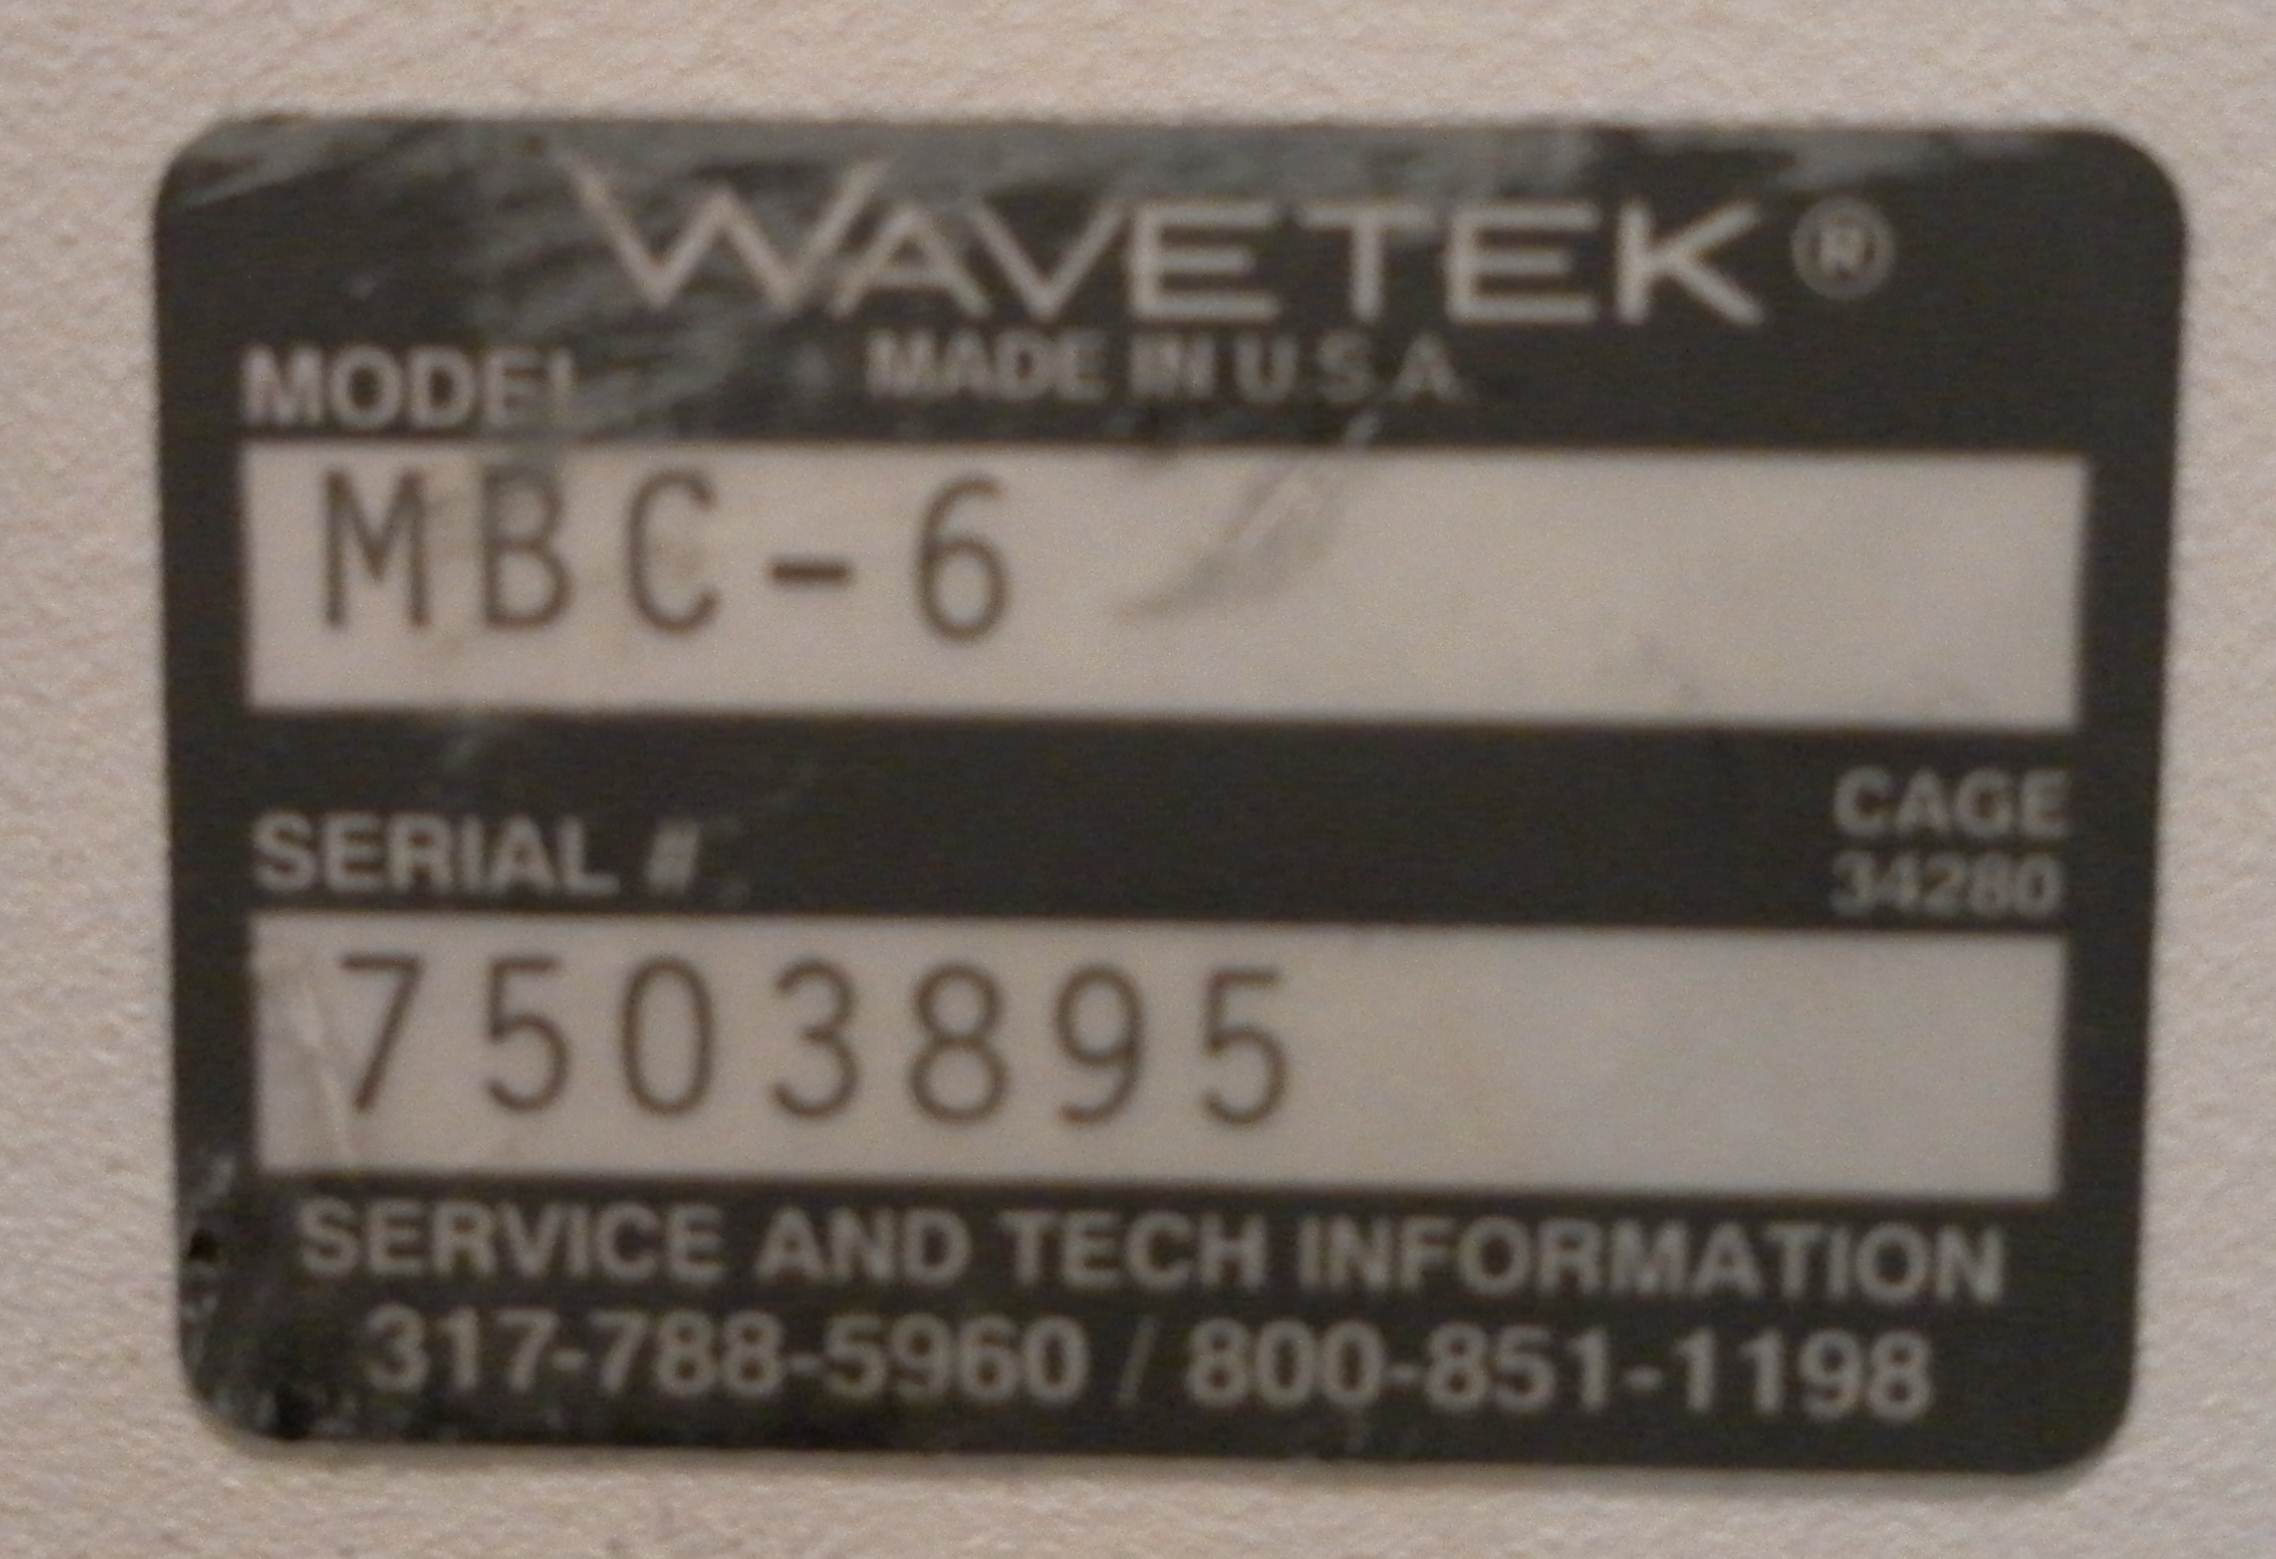 WAVETEK®
MADE IN U.S.A.
MODEL
MBC-6
CAGE
SERIAL #
34280
7503895
SERVICE AND TECH INFORMATION
317-788-5960 / 800-851-1198